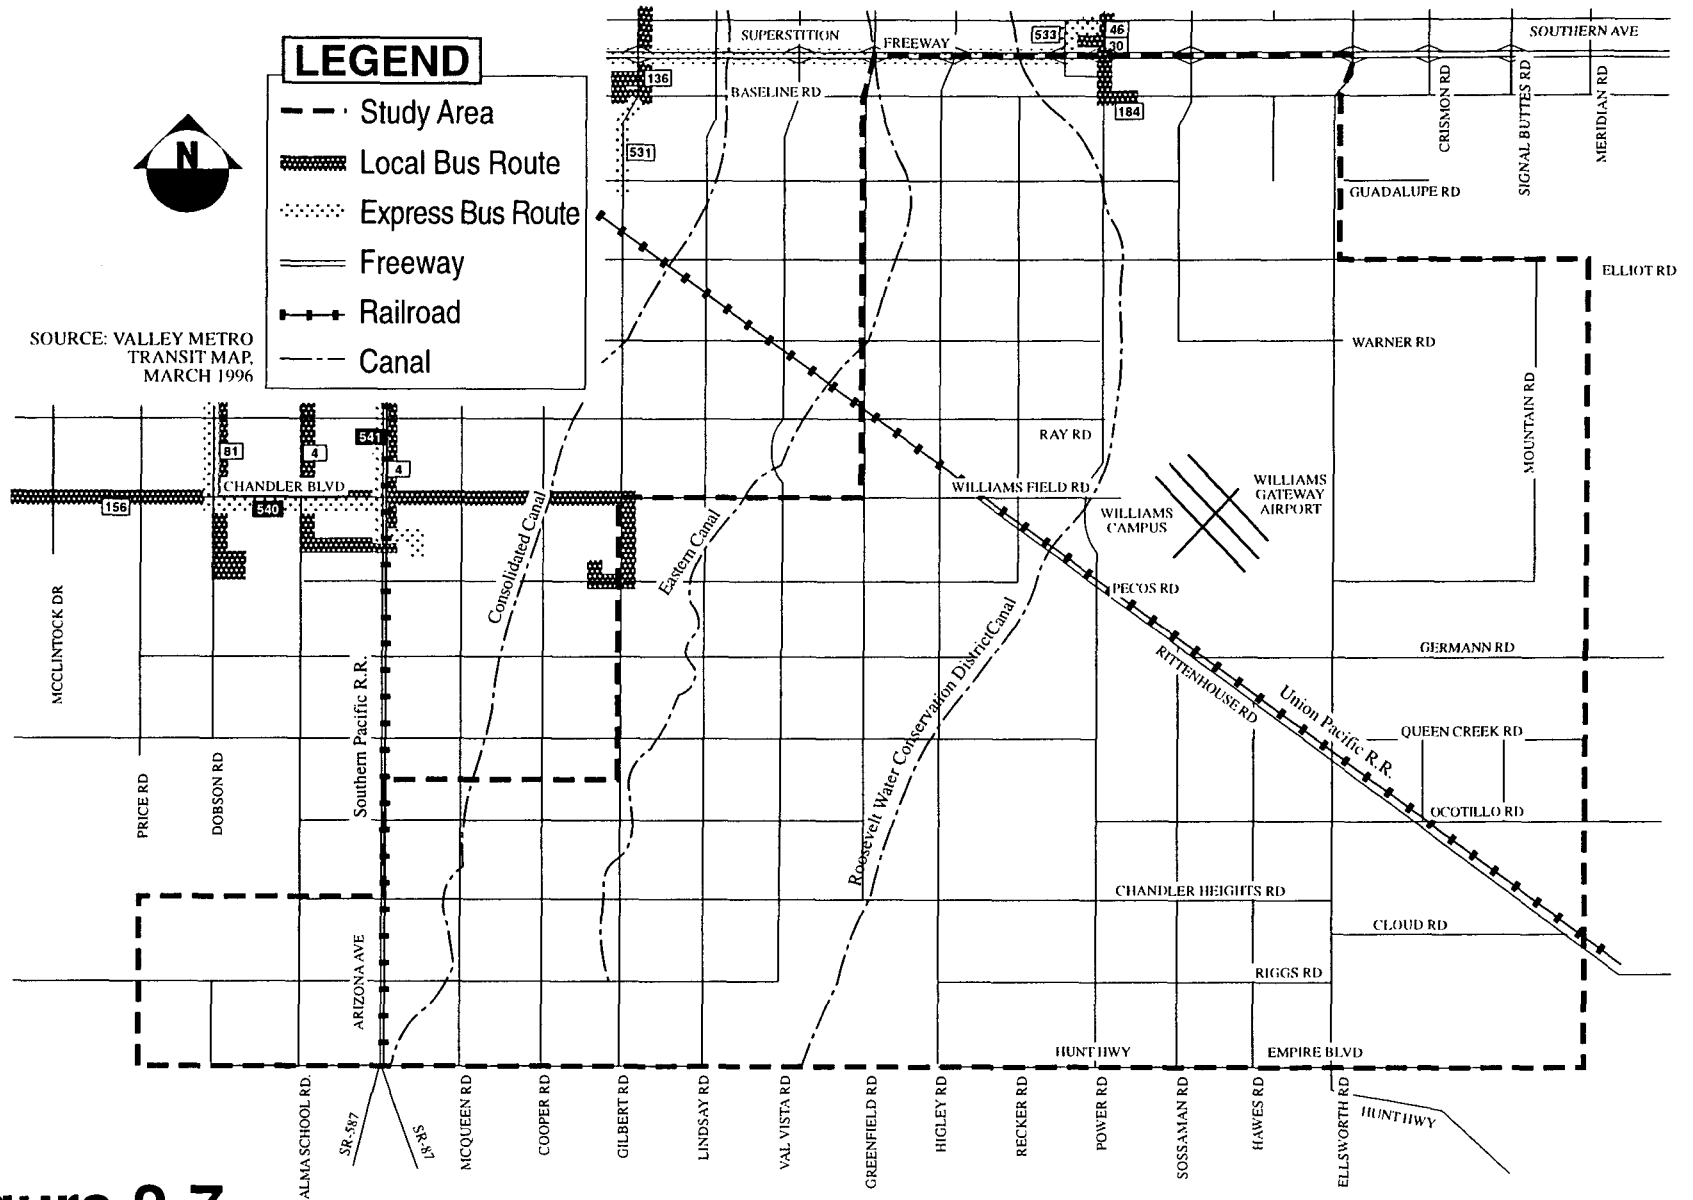 LEGEND
Study Area
Local Bus Route
Express Bus Route
Freeway
Railroad
Canal
N
SOURCE: VALLEY METRO
TRANSIT MAP,
MARCH 1996
SUPERSTITION
FREEWAY
SOUTHERN AVE
533
46
30
136
BASELINE RD
184
531
CRISMON RD
SIGNAL BUTTES RD
MERIDIAN RD
GUADALUPE RD
ELLIOT RD
WARNER RD
MOUNTAIN RD
RAY RD
81
4
541
4
CHANDLER BLVD
156
540
WILLIAMS FIELD RD
WILLIAMS
CAMPUS
WILLIAMS
GATEWAY
AIRPORT
Consolidated Canal
Eastern Canal
PECOS RD
MCCLINTOCK DR
Roosevelt Water Conservation District Canal
GERMANN RD
RITTENHOUSE RD
Union Pacific R.R.
Southern Pacific R.R.
QUEEN CREEK RD
PRICE RD
DOBSON RD
OCOTILLO RD
CHANDLER HEIGHTS RD
CLOUD RD
ARIZONA AVE
RIGGS RD
HUNT HWY
EMPIRE BLVD
ALMA SCHOOL RD.
SR-587
SR-87
MCQUEEN RD
COOPER RD
GILBERT RD
LINDSAY RD
VAL VISTA RD
GREENFIELD RD
HIGLEY RD
RECKER RD
POWER RD
SOSSAMAN RD
HAWES RD
ELLSWORTH RD
HUNT HWY